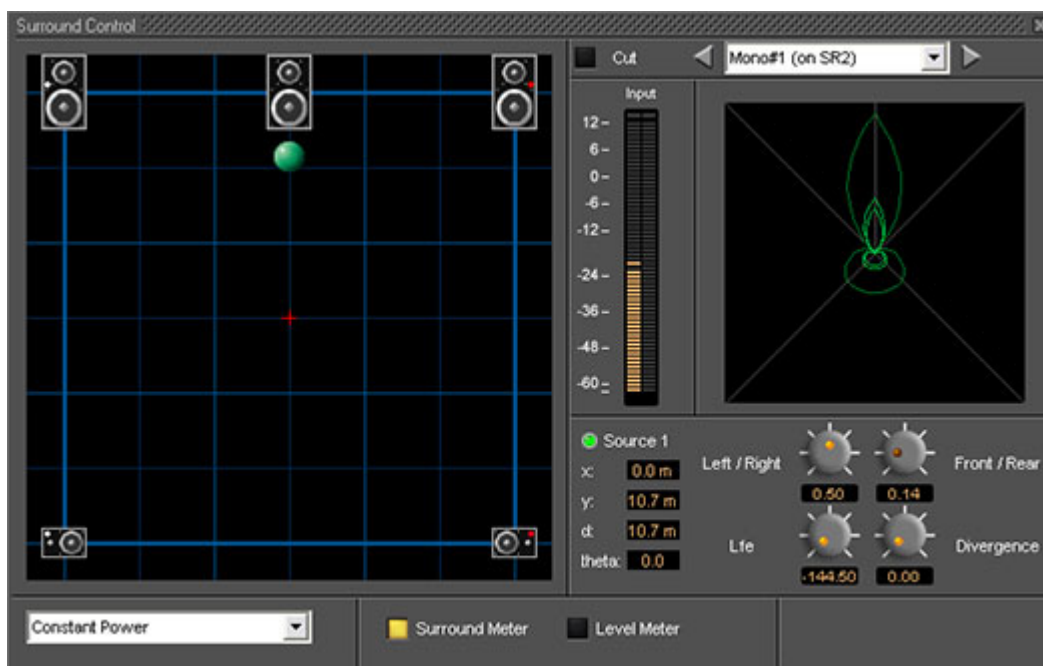 Surround Control
Cut
Mono#1 (on SR2)
Input
12
6
0
-6
-12
-24
-36
-48
-60
Source 1
x: 0.0 m
y: 10.7 m
d: 10.7 m
theta: 0.0
Left / Right
0.50
0.14
Front / Rear
Lfe
-144.50
0.00
Divergence
Constant Power
Surround Meter
Level Meter